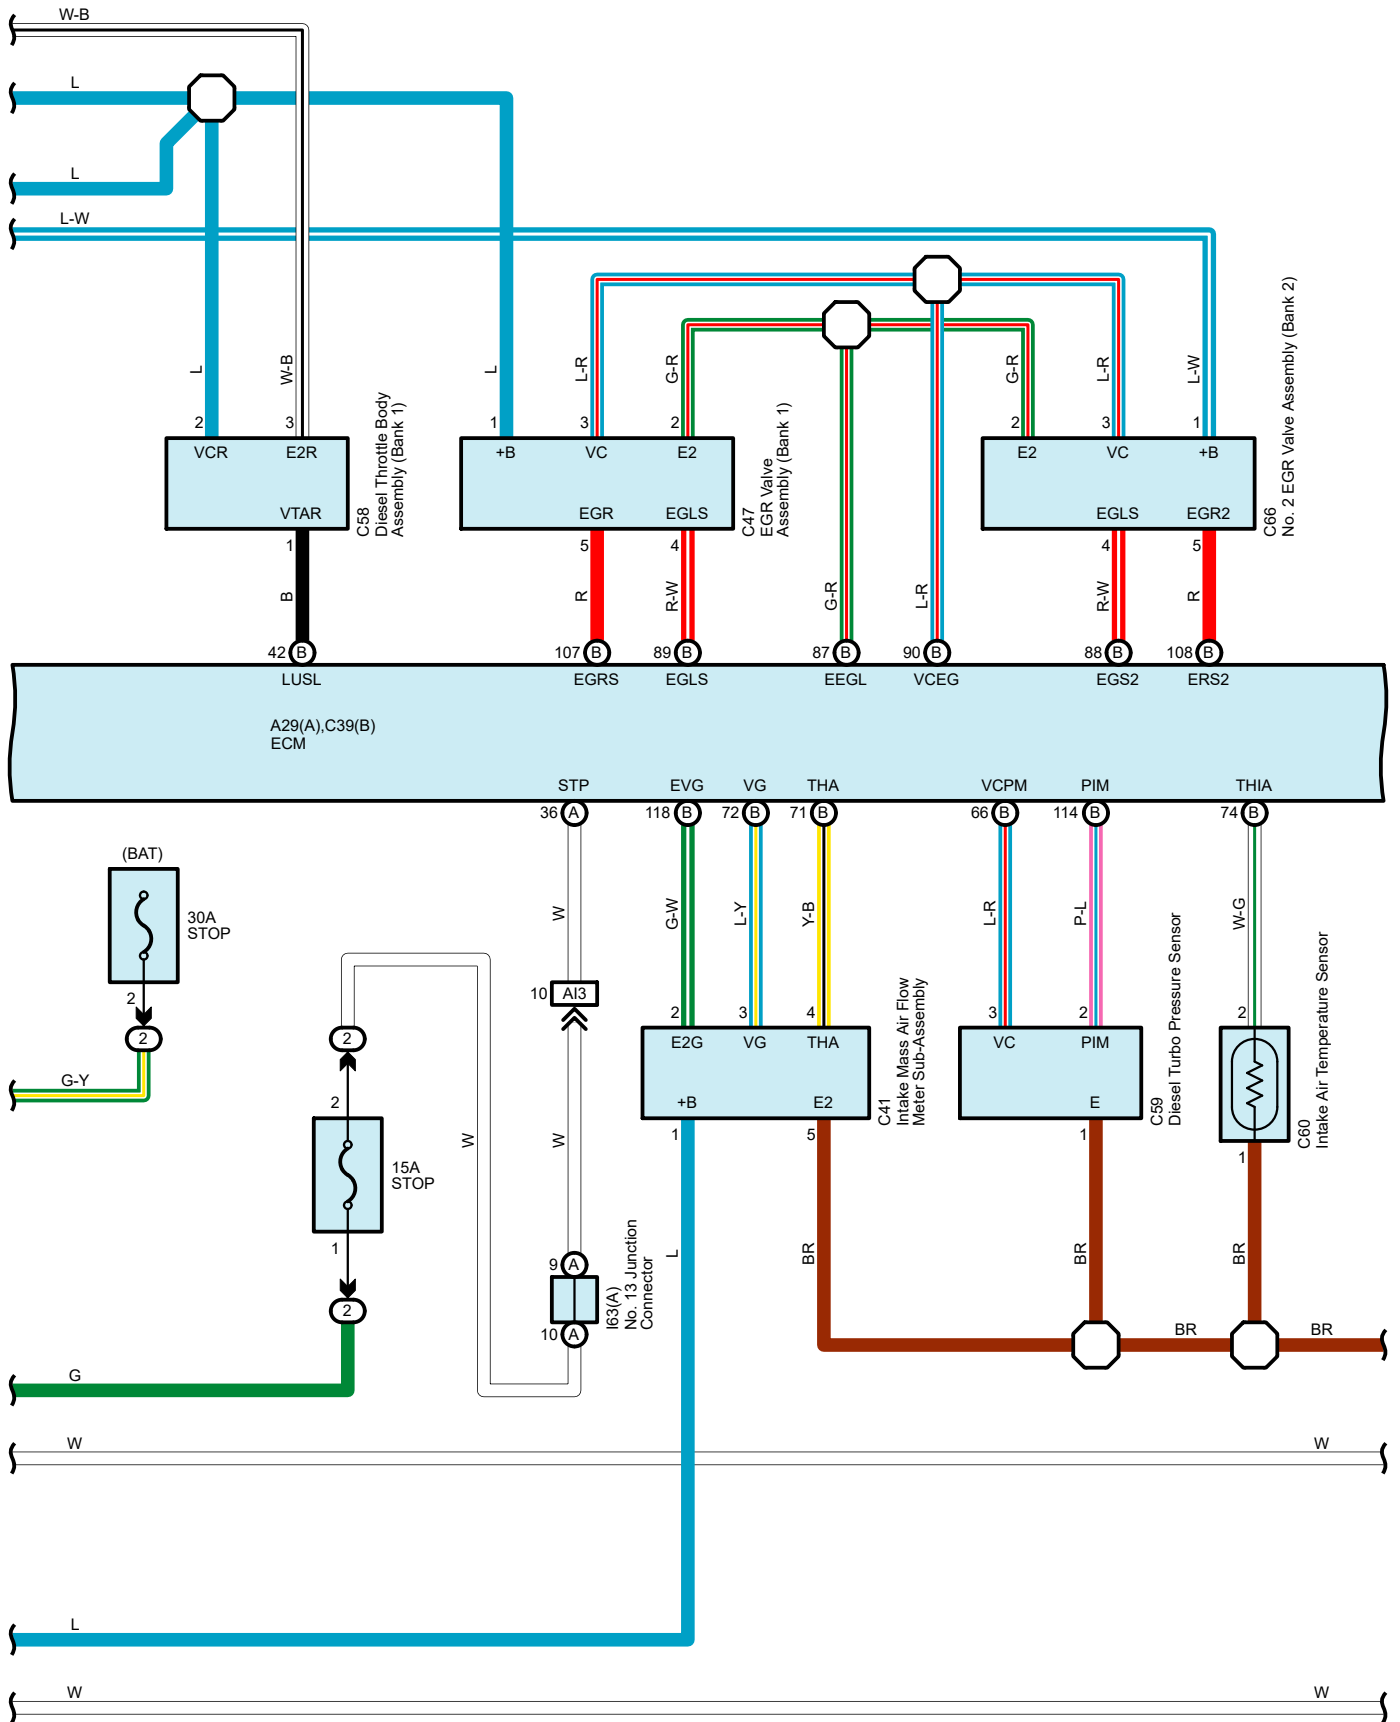 W-B
L
L
L-W
L
W-B
L
L-R
G-R
G-R
L-R
L-W
2
3
1
3
2
2
3
1
VCR
E2R
+B
VC
E2
E2
VC
+B
VTAR
EGR
EGLS
EGLS
EGR2
C58
Diesel Throttle Body
Assembly (Bank 1)
C47
EGR Valve
Assembly (Bank 1)
C66
No. 2 EGR Valve Assembly (Bank 2)
1
5
4
4
5
B
R
R-W
G-R
L-R
R-W
R
42 B
107 B
89 B
87 B
90 B
88 B
108 B
LUSL
EGRS
EGLS
EEGL
VCEG
EGS2
ERS2
A29(A),C39(B)
ECM
STP
EVG
VG
THA
VCPM
PIM
THIA
36 A
118 B
72 B
71 B
66 B
114 B
74 B
(BAT)
30A
STOP
2
2
G-Y
W
G-W
L-Y
Y-B
L-R
P-L
W-G
10 AI3
2
3
4
3
2
2
E2G
VG
THA
VC
PIM
+B
E2
E
C41
Intake Mass Air Flow
Meter Sub-Assembly
C59
Diesel Turbo Pressure Sensor
C60
Intake Air Temperature Sensor
2
2
15A
STOP
1
2
W
W
1
5
1
1
9 A
10 A
I63(A)
No. 13 Junction
Connector
L
BR
BR
BR
BR
BR
G
W
W
L
W
W